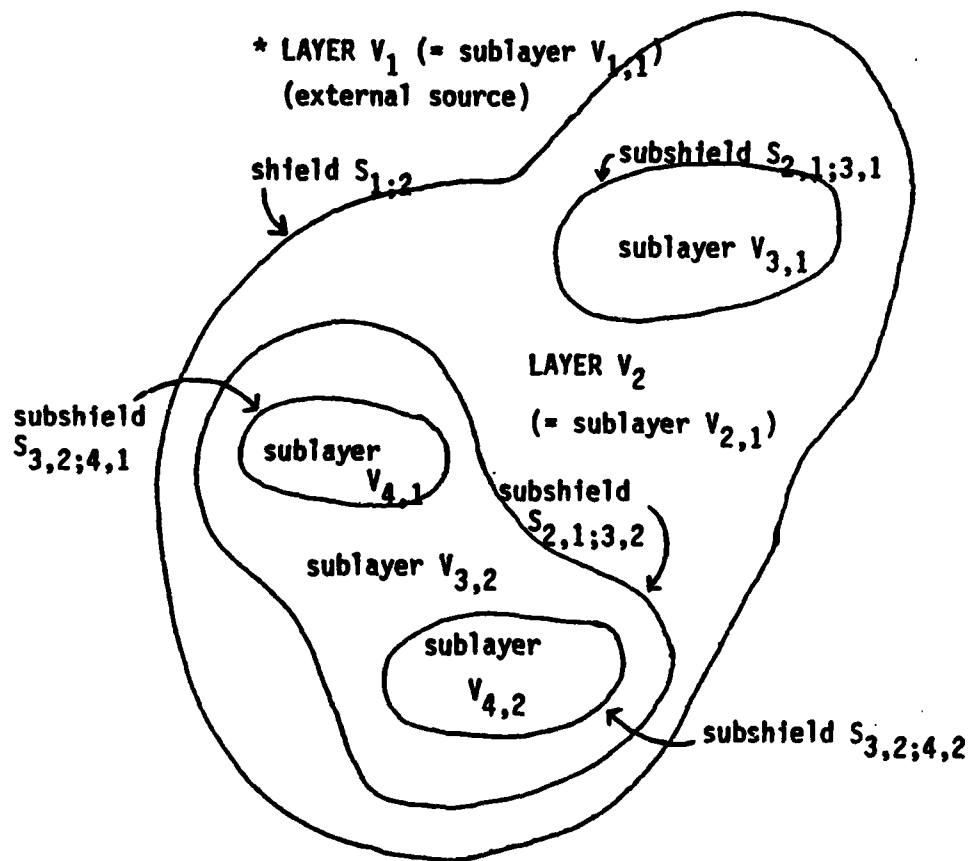 * LAYER V₁ (= sublayer V₁,₁)
(external source)
shield S₁;₂
subshield S₂,₁;₃,₁
sublayer V₃,₁
LAYER V₂
(= sublayer V₂,₁)
subshield
S₃,₂;₄,₁
sublayer
V₄,₁
subshield
S₂,₁;₃,₂
sublayer V₃,₂
sublayer
V₄,₂
subshield S₃,₂;₄,₂